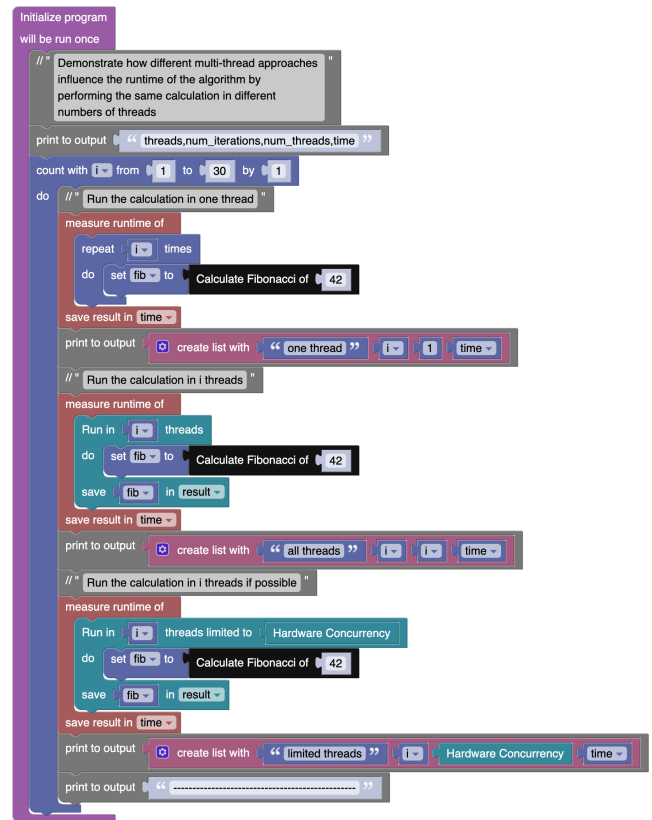 Initialize program
will be run once
// " Demonstrate how different multi-thread approaches "
influence the runtime of the algorithm by
performing the same calculation in different
numbers of threads
print to output “ threads,num_iterations,num_threads,time ”
count with i from 1 to 30 by 1
do // " Run the calculation in one thread "
measure runtime of
repeat i times
do set fib to Calculate Fibonacci of 42
save result in time
print to output create list with “ one thread ” i 1 time
// " Run the calculation in i threads "
measure runtime of
Run in i threads
do set fib to Calculate Fibonacci of 42
save fib in result
save result in time
print to output create list with “ all threads ” i i time
// " Run the calculation in i threads if possible "
measure runtime of
Run in i threads limited to Hardware Concurrency
do set fib to Calculate Fibonacci of 42
save fib in result
save result in time
print to output create list with “ limited threads ” i Hardware Concurrency time
print to output “ ------------------------------------------------ ”